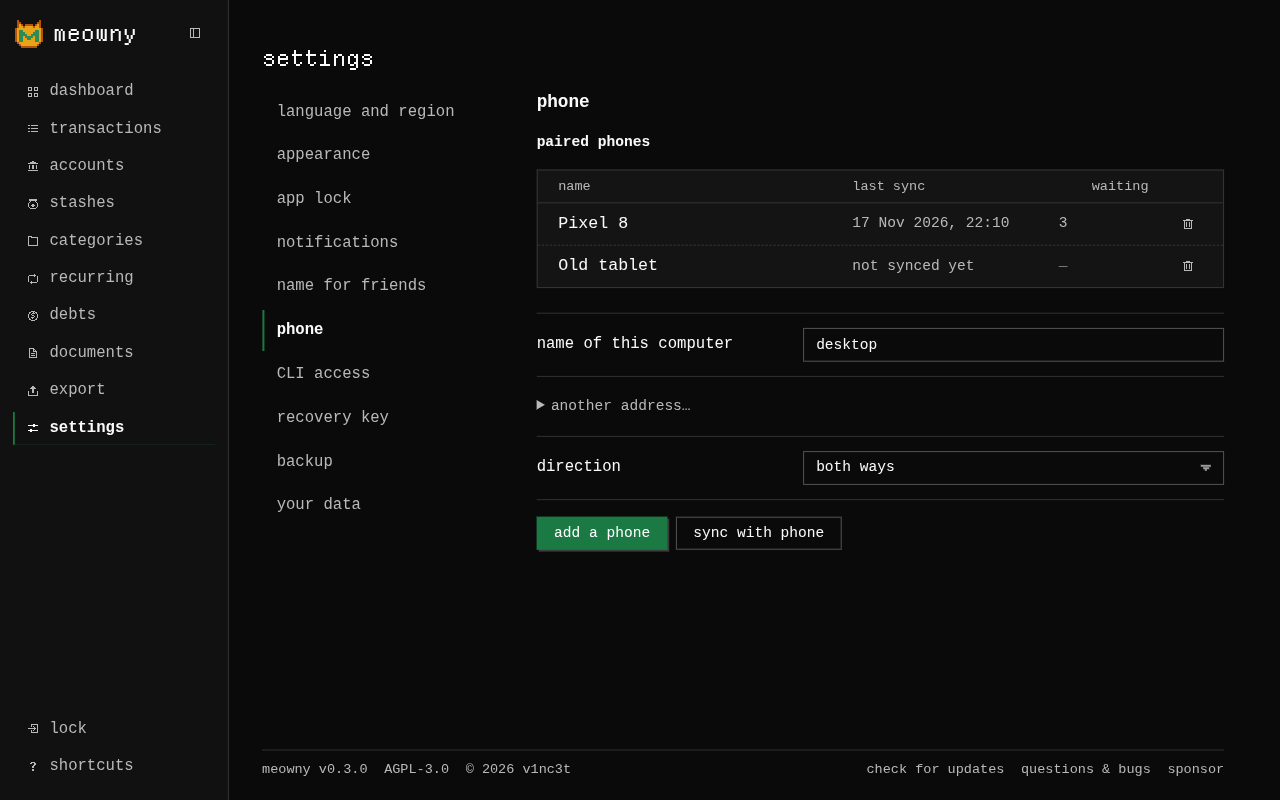 meowny
dashboard
transactions
accounts
stashes
categories
recurring
debts
documents
export
settings
lock
? shortcuts
settings
language and region
appearance
app lock
notifications
name for friends
phone
CLI access
recovery key
backup
your data
phone
paired phones
name last sync waiting
Pixel 8 17 Nov 2026, 22:10 3
Old tablet not synced yet —
name of this computer desktop
another address…
direction both ways
add a phone sync with phone
meowny v0.3.0 AGPL-3.0 © 2026 v1nc3t check for updates questions & bugs sponsor